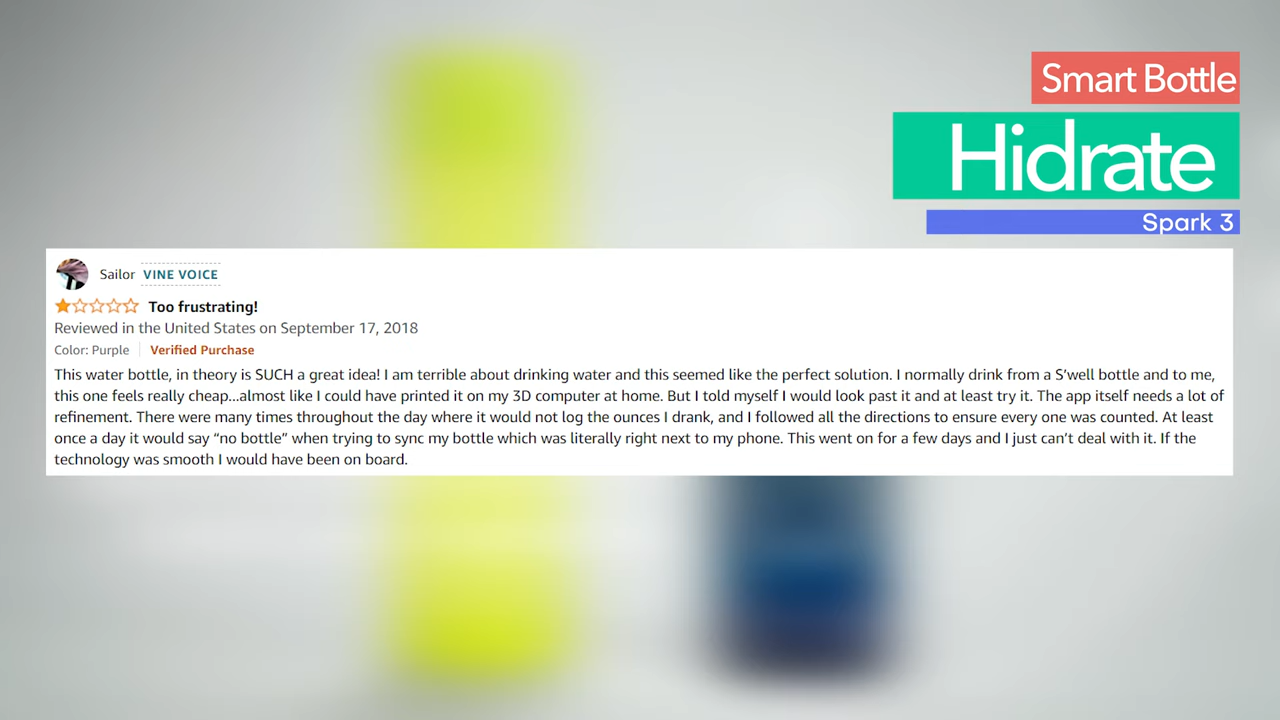 Smart Bottle
Hidrate
Spark 3
Sailor VINE VOICE
Too frustrating!
Reviewed in the United States on September 17, 2018
Color: Purple Verified Purchase
This water bottle, in theory is SUCH a great idea! I am terrible about drinking water and this seemed like the perfect solution. I normally drink from a S’well bottle and to me,
this one feels really cheap...almost like I could have printed it on my 3D computer at home. But I told myself I would look past it and at least try it. The app itself needs a lot of
refinement. There were many times throughout the day where it would not log the ounces I drank, and I followed all the directions to ensure every one was counted. At least
once a day it would say “no bottle” when trying to sync my bottle which was literally right next to my phone. This went on for a few days and I just can’t deal with it. If the
technology was smooth I would have been on board.